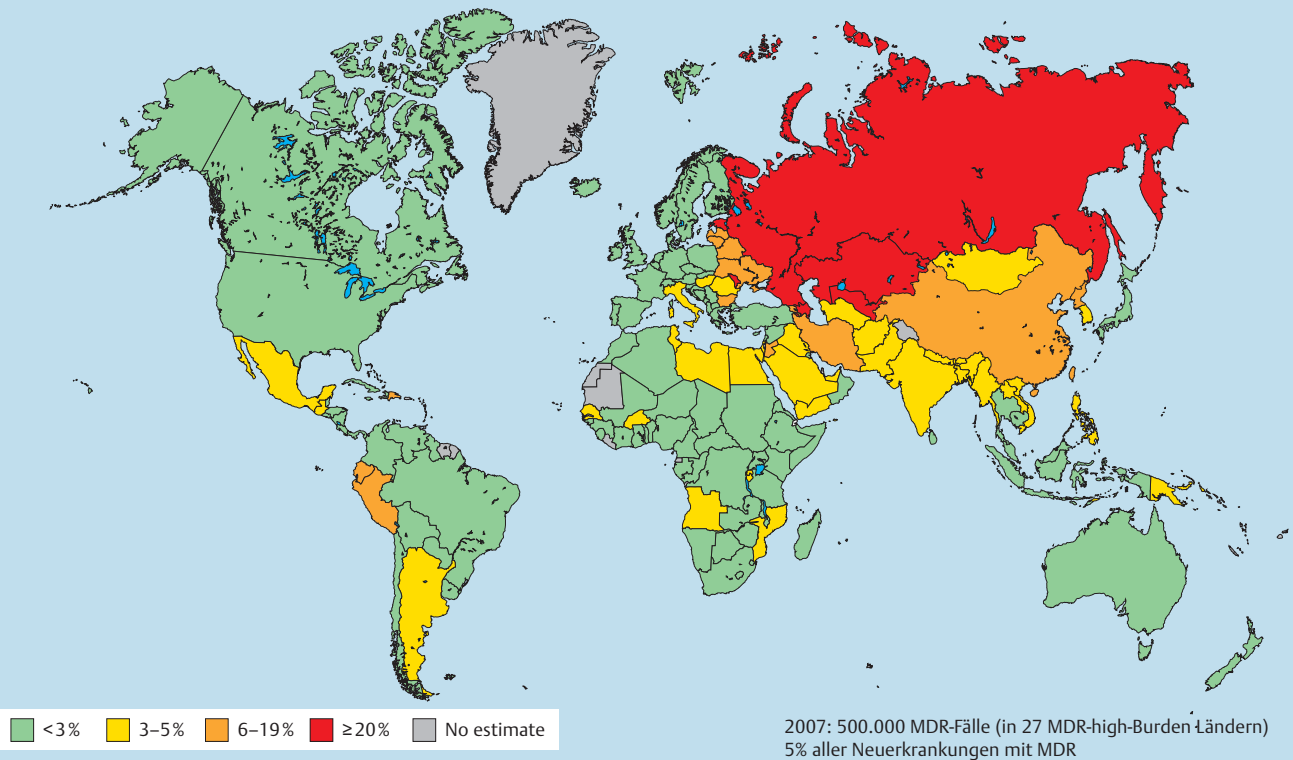 <3% 3–5% 6–19% ≥20% No estimate
2007: 500.000 MDR-Fälle (in 27 MDR-high-Burden Ländern)
5% aller Neuerkrankungen mit MDR